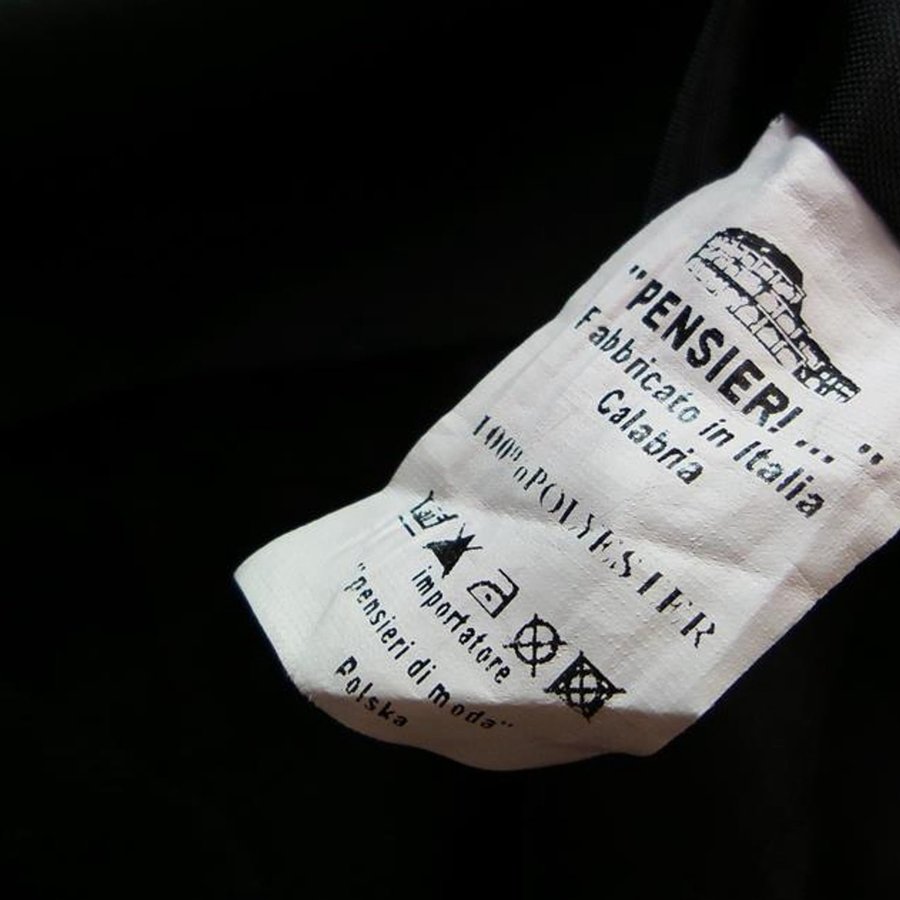 "PENSIERI... "
Fabbricato in Italia
Calabria
100% POLYESTER
importatore
"pensieri di moda"
Polska